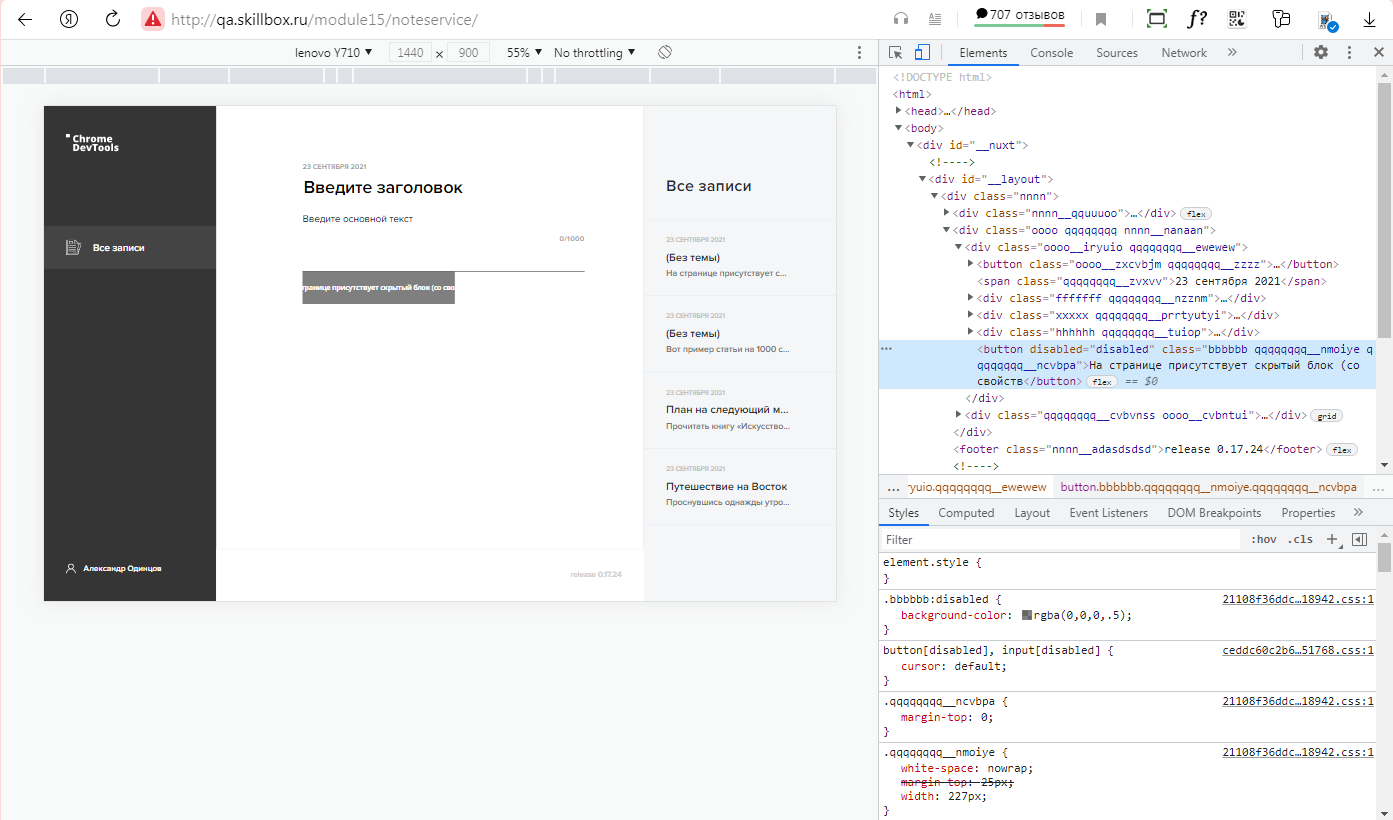 http://qa.skillbox.ru/module15/noteservice/
707 отзывов
lenovo Y710 ▼ 1440 × 900 55% ▼ No throttling ▼
Chrome
DevTools
Все записи
Александр Одинцов
23 СЕНТЯБРЯ 2021
Введите заголовок
Введите основной текст
0/1000
транице присутствует скрытый блок (со сво
release 0.17.24
Все записи
23 СЕНТЯБРЯ 2021
(Без темы)
На странице присутствует с...
23 СЕНТЯБРЯ 2021
(Без темы)
Вот пример статьи на 1000 с...
23 СЕНТЯБРЯ 2021
План на следующий м...
Прочитать книгу «Искусство...
23 СЕНТЯБРЯ 2021
Путешествие на Восток
Проснувшись однажды утро...
Elements Console Sources Network »
<!DOCTYPE html>
<html>
<head>…</head>
<body>
<div id="__nuxt">
<!---->
<div id="__layout">
<div class="nnnn">
<div class="nnnn__qquuuoo">…</div> flex
<div class="oooo qqqqqqqq nnnn__nanaan">
<div class="oooo__iryuio qqqqqqqq__ewewew">
<button class="oooo__zxcvbjm qqqqqqqq__zzzz">…</button>
<span class="qqqqqqqq__zvxvv">23 сентября 2021</span>
<div class="fffffff qqqqqqqq__nzznm">…</div>
<div class="xxxxx qqqqqqqq__prrtyutyi">…</div>
<div class="hhhhhh qqqqqqqq__tuiop">…</div>
<button disabled="disabled" class="bbbbbb qqqqqqqq__nmoiye q
qqqqqqq__ncvbpa">На странице присутствует скрытый блок (со
свойств</button> flex == $0
</div>
<div class="qqqqqqqq__cvbvnss oooo__cvbntui">…</div> grid
</div>
<footer class="nnnn__adasdsdsd">release 0.17.24</footer> flex
<!---->
... ryuio.qqqqqqqq__ewewew button.bbbbbb.qqqqqqqq__nmoiye.qqqqqqqq__ncvbpa ...
Styles Computed Layout Event Listeners DOM Breakpoints Properties »
Filter :hov .cls +
element.style {
}
.bbbbbb:disabled { 21108f36ddc…18942.css:1
background-color: rgba(0,0,0,.5);
}
button[disabled], input[disabled] { ceddc60c2b6…51768.css:1
cursor: default;
}
.qqqqqqqq__ncvbpa { 21108f36ddc…18942.css:1
margin-top: 0;
}
.qqqqqqqq__nmoiye { 21108f36ddc…18942.css:1
white-space: nowrap;
margin-top: 25px;
width: 227px;
}